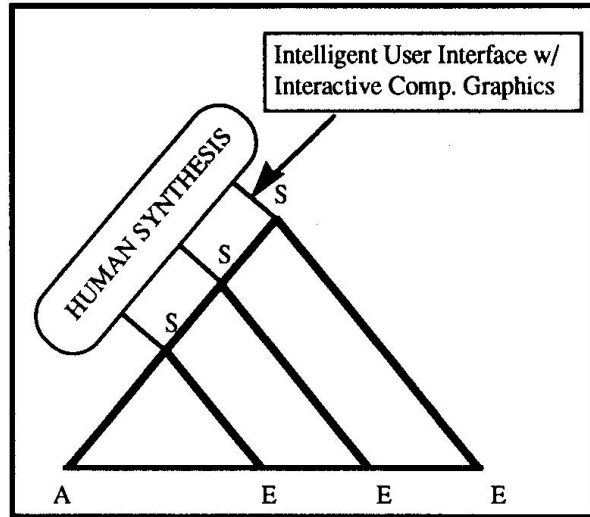 Intelligent User Interface w/
Interactive Comp. Graphics
HUMAN SYNTHESIS
S
S
S
A E E E